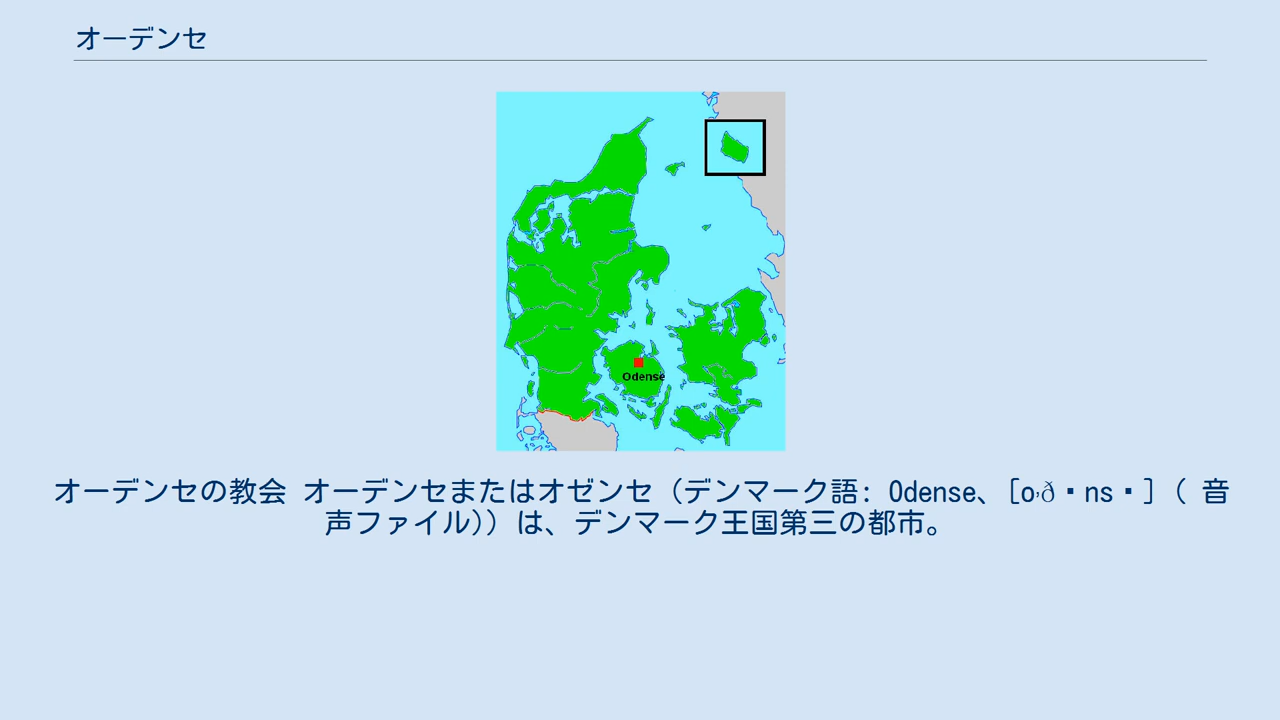 オーデンセ
Odense
オーデンセの教会 オーデンセまたはオゼンセ（デンマーク語: Odense、[o˒ð▪ns▪]（ 音
声ファイル)）は、デンマーク王国第三の都市。